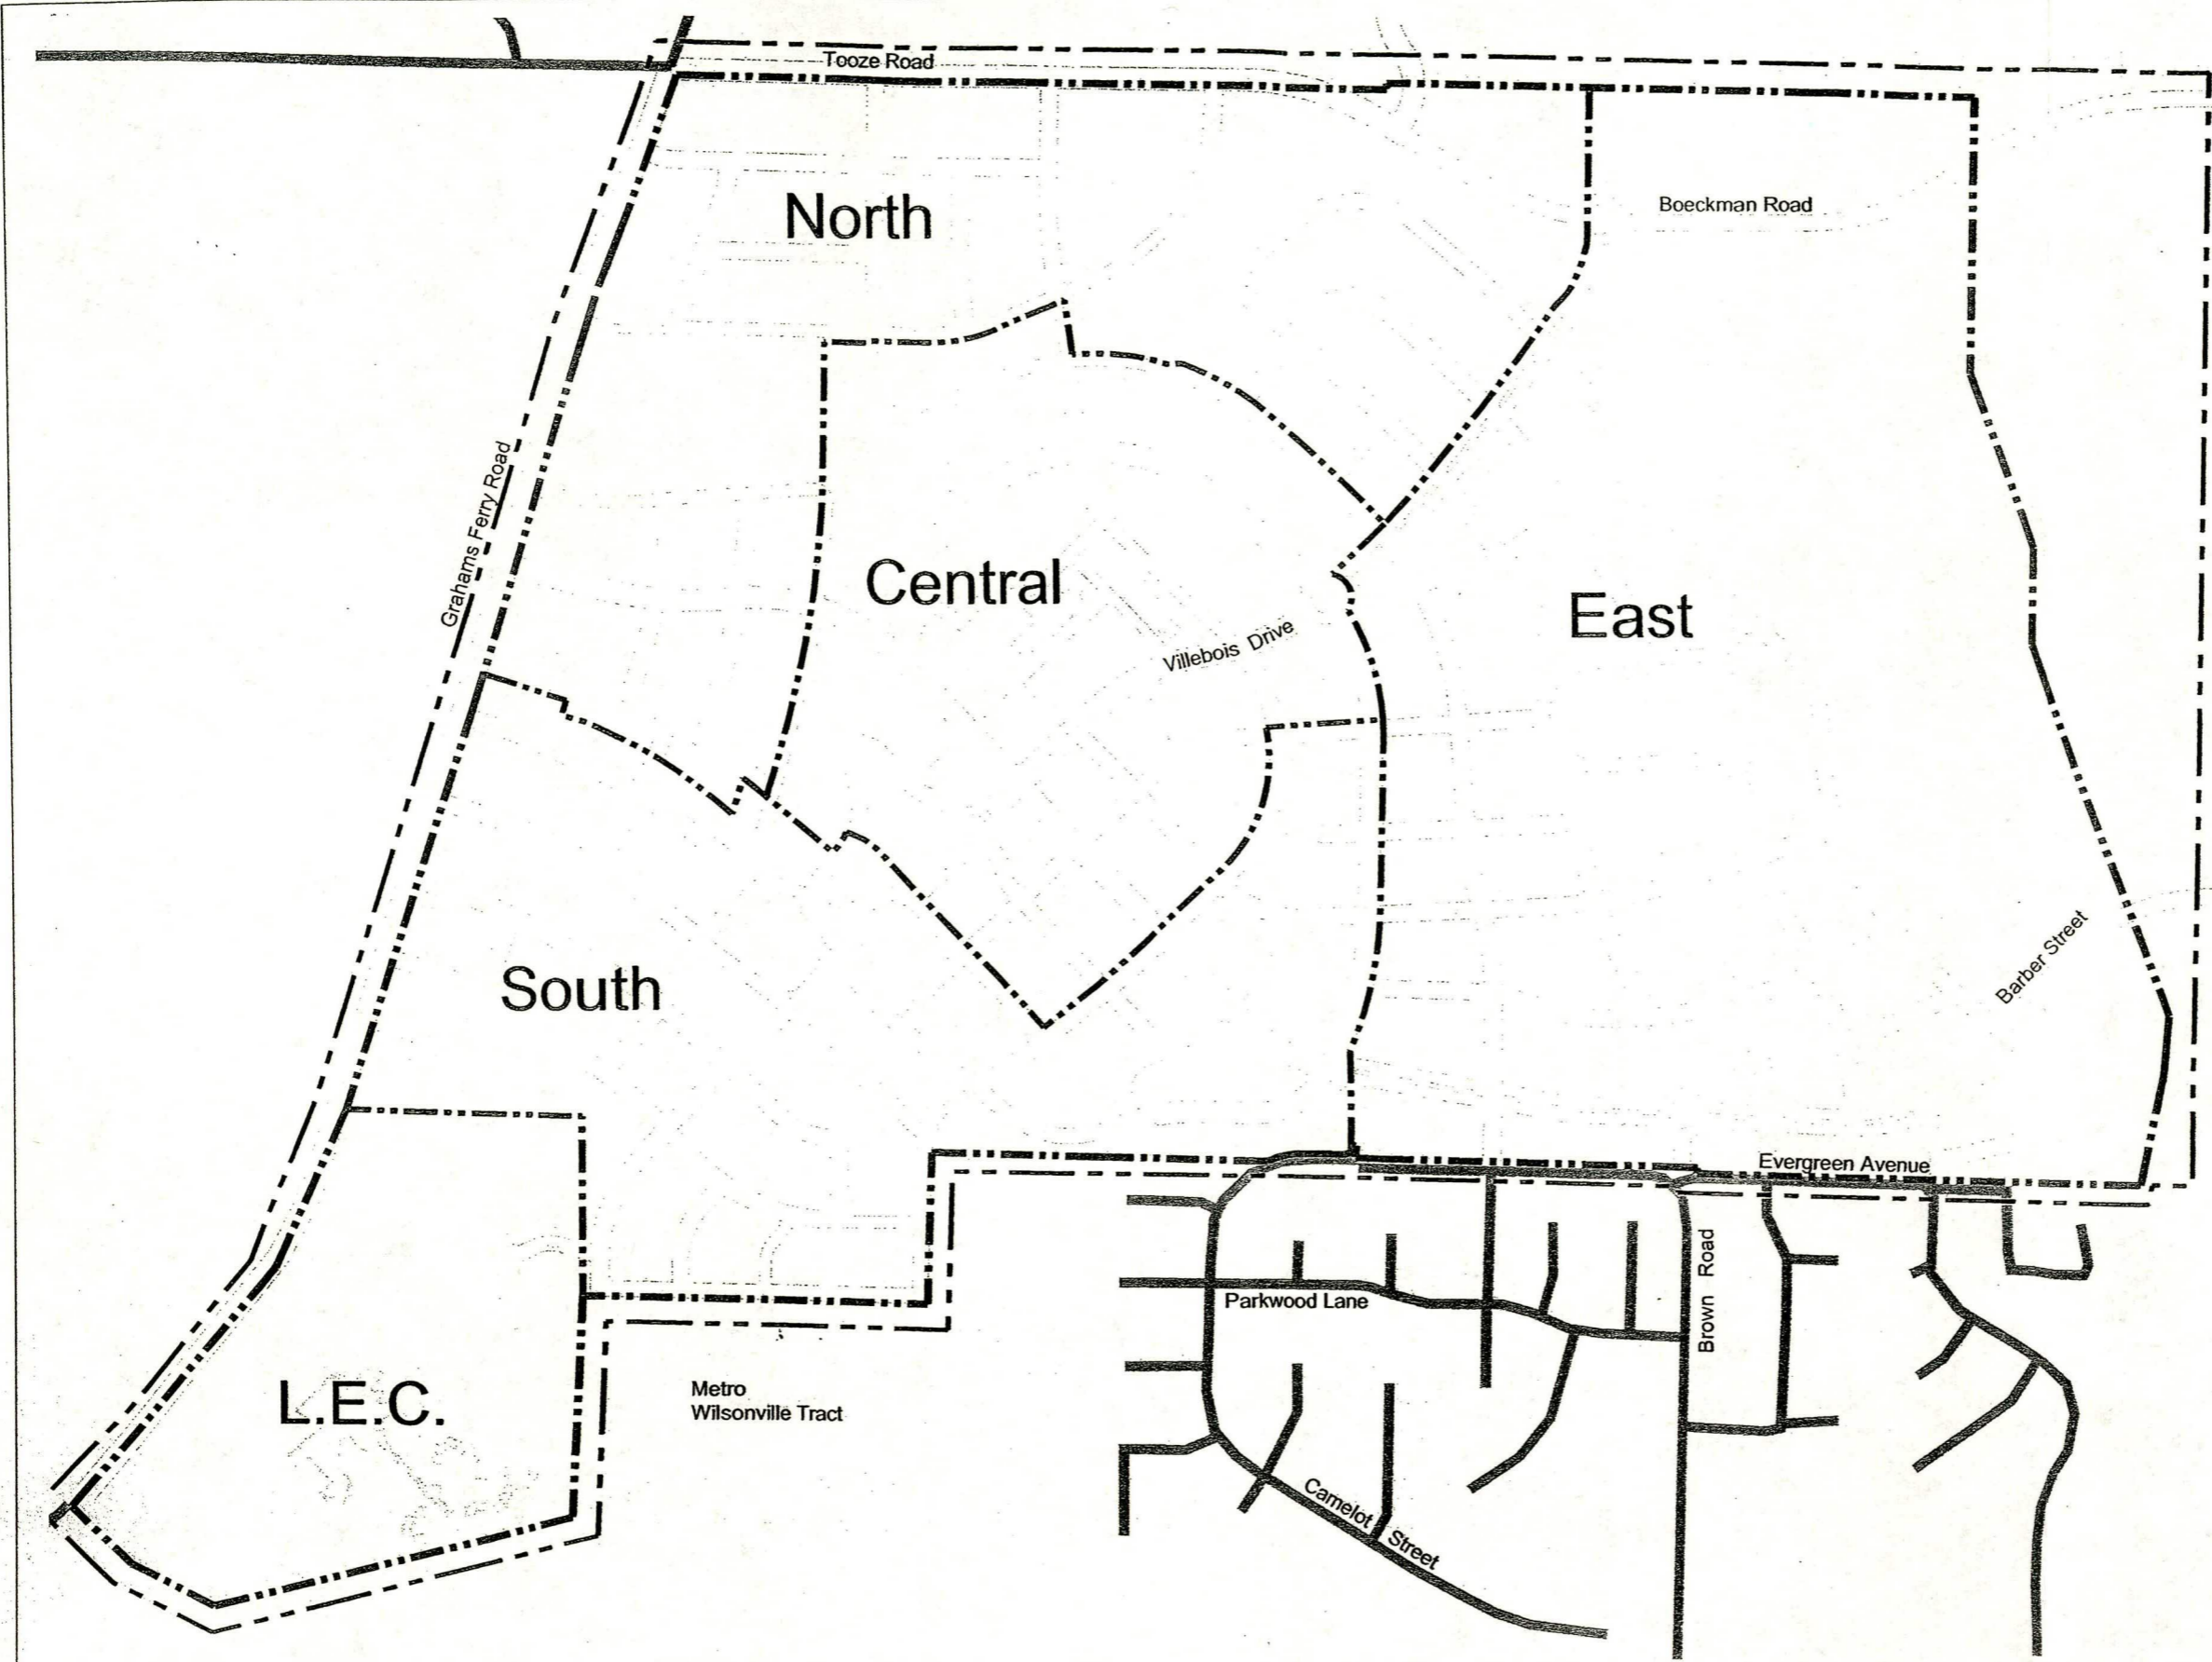 Tooze Road
North
Boeckman Road
Grahams Ferry Road
Central
East
Villebois Drive
Barber Street
South
Evergreen Avenue
Brown Road
Parkwood Lane
L.E.C.
Metro
Wilsonville Tract
Camelot Street